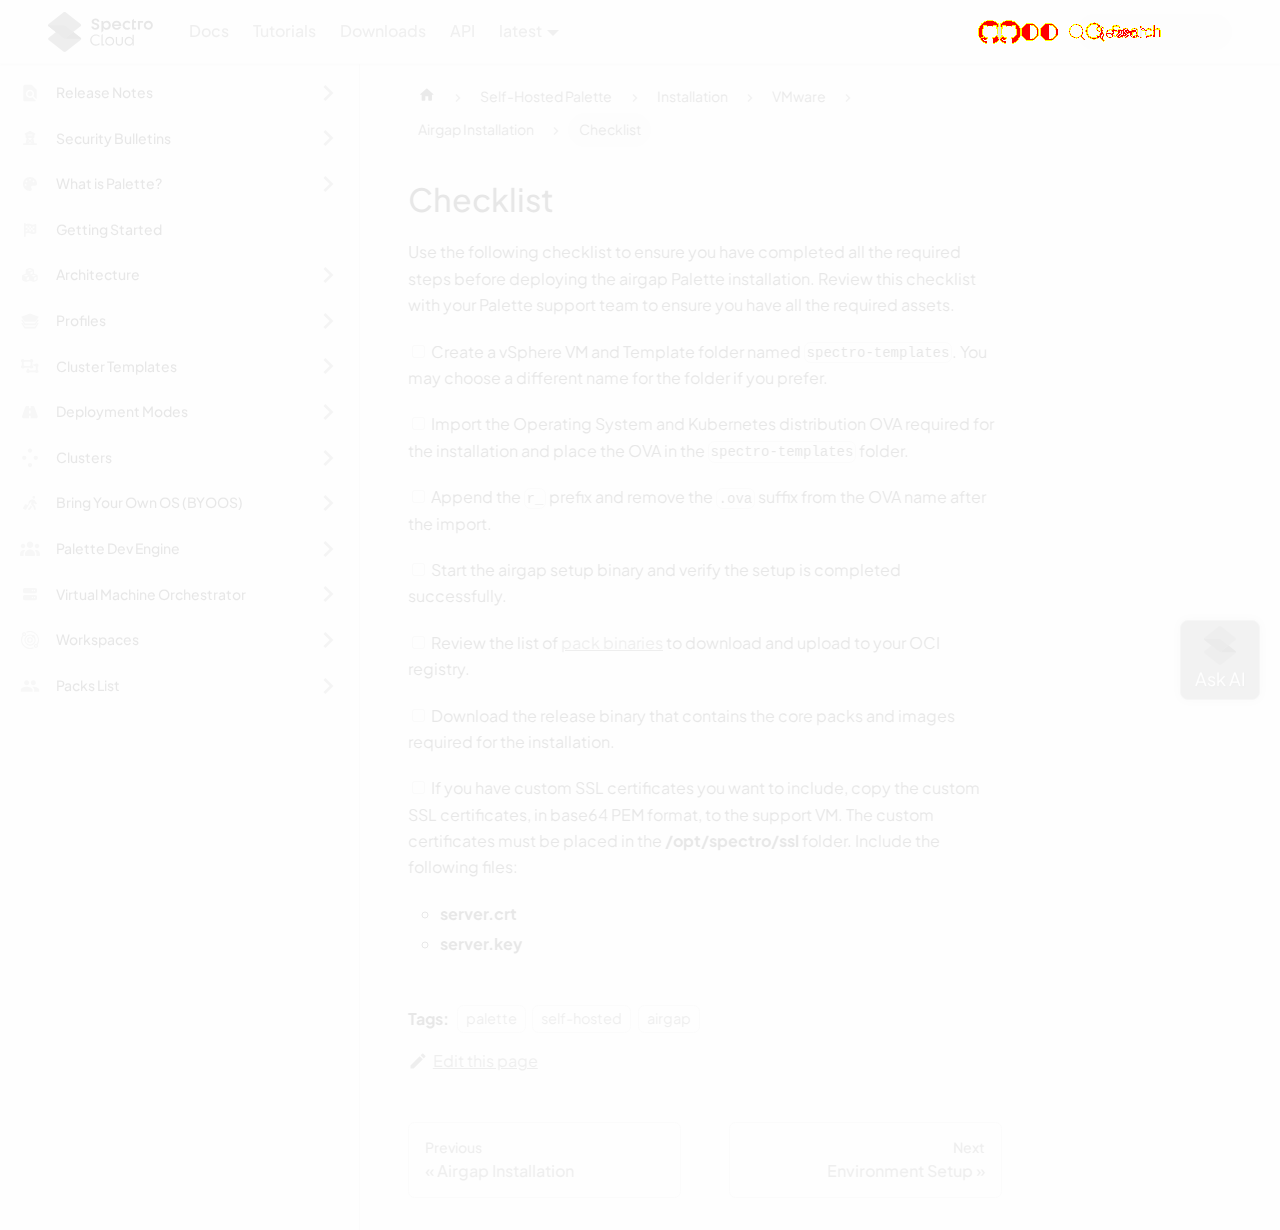 Spectro
Cloud
Docs
Tutorials
Downloads
API
latest
Search
Release Notes
Security Bulletins
What is Palette?
Getting Started
Architecture
Profiles
Cluster Templates
Deployment Modes
Clusters
Bring Your Own OS (BYOOS)
Palette Dev Engine
Virtual Machine Orchestrator
Workspaces
Packs List
Self-Hosted Palette
Installation
VMware
Airgap Installation
Checklist
Checklist
Use the following checklist to ensure you have completed all the required
steps before deploying the airgap Palette installation. Review this checklist
with your Palette support team to ensure you have all the required assets.
Create a vSphere VM and Template folder named spectro-templates. You
may choose a different name for the folder if you prefer.
Import the Operating System and Kubernetes distribution OVA required for
the installation and place the OVA in the spectro-templates folder.
Append the r_ prefix and remove the .ova suffix from the OVA name after
the import.
Start the airgap setup binary and verify the setup is completed
successfully.
Review the list of pack binaries to download and upload to your OCI
registry.
Download the release binary that contains the core packs and images
required for the installation.
If you have custom SSL certificates you want to include, copy the custom
SSL certificates, in base64 PEM format, to the support VM. The custom
certificates must be placed in the /opt/spectro/ssl folder. Include the
following files:
server.crt
server.key
Tags:
palette
self-hosted
airgap
Edit this page
Previous
« Airgap Installation
Next
Environment Setup »
Ask AI